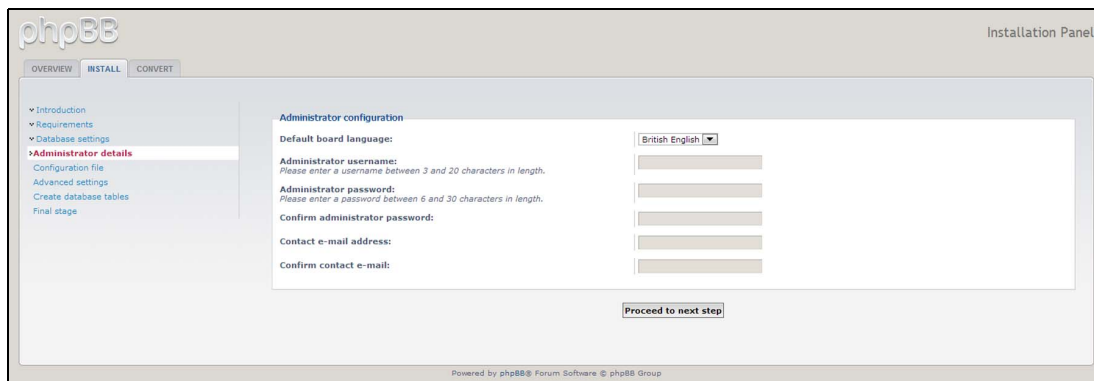 phpBB
Installation Panel
OVERVIEW INSTALL CONVERT
Introduction
Requirements
Database settings
Administrator details
Configuration file
Advanced settings
Create database tables
Final stage
Administrator configuration
Default board language:
British English
Administrator username:
Please enter a username between 3 and 20 characters in length.
Administrator password:
Please enter a password between 6 and 30 characters in length.
Confirm administrator password:
Contact e-mail address:
Confirm contact e-mail:
Proceed to next step
Powered by phpBB® Forum Software © phpBB Group